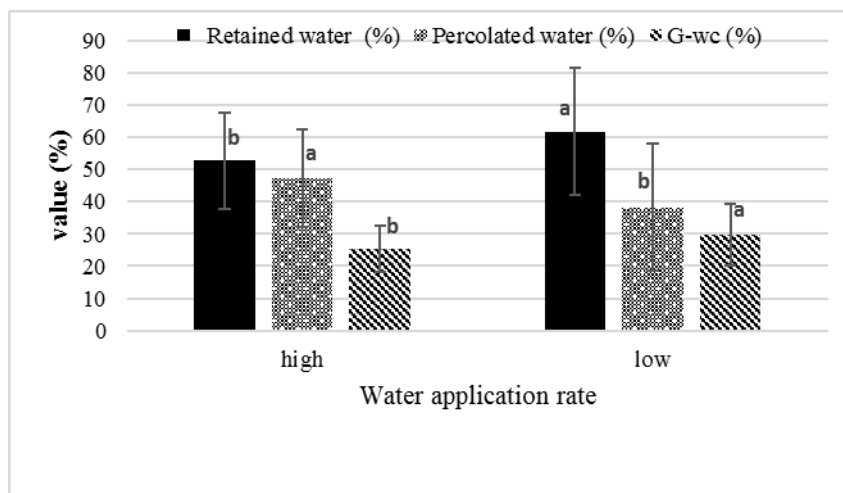 Retained water (%) Percolated water (%) G-wc (%)
90
80
70
60
50
40
30
20
10
0
value (%)
b
a
b
a
b
a
high low
Water application rate